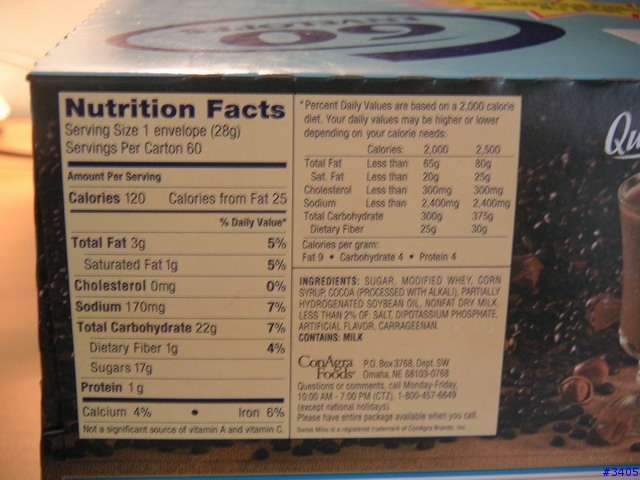 60
ENVELOPES
Nutrition Facts
Serving Size 1 envelope (28g)
Servings Per Carton 60
Amount Per Serving
Calories 120 Calories from Fat 25
% Daily Value*
Total Fat 3g 5%
Saturated Fat 1g 5%
Cholesterol 0mg 0%
Sodium 170mg 7%
Total Carbohydrate 22g 7%
Dietary Fiber 1g 4%
Sugars 17g
Protein 1g
Calcium 4% • Iron 6%
Not a significant source of vitamin A and vitamin C.
*Percent Daily Values are based on a 2,000 calorie
diet. Your daily values may be higher or lower
depending on your calorie needs:
Calories: 2,000 2,500
Total Fat Less than 65g 80g
Sat. Fat Less than 20g 25g
Cholesterol Less than 300mg 300mg
Sodium Less than 2,400mg 2,400mg
Total Carbohydrate 300g 375g
Dietary Fiber 25g 30g
Calories per gram:
Fat 9 • Carbohydrate 4 • Protein 4
INGREDIENTS: SUGAR, MODIFIED WHEY, CORN
SYRUP, COCOA (PROCESSED WITH ALKALI), PARTIALLY
HYDROGENATED SOYBEAN OIL, NONFAT DRY MILK,
LESS THAN 2% OF: SALT, DIPOTASSIUM PHOSPHATE,
ARTIFICIAL FLAVOR, CARRAGEENAN.
CONTAINS: MILK
ConAgra
Foods®
P.O. Box 3768, Dept. SW
Omaha, NE 68103-0768
Questions or comments, call Monday-Friday,
10:00 AM - 7:00 PM (CTZ), 1-800-457-6649
(except national holidays).
Please have entire package available when you call.
Swiss Miss is a registered trademark of ConAgra Brands, Inc.
Qu
#3405